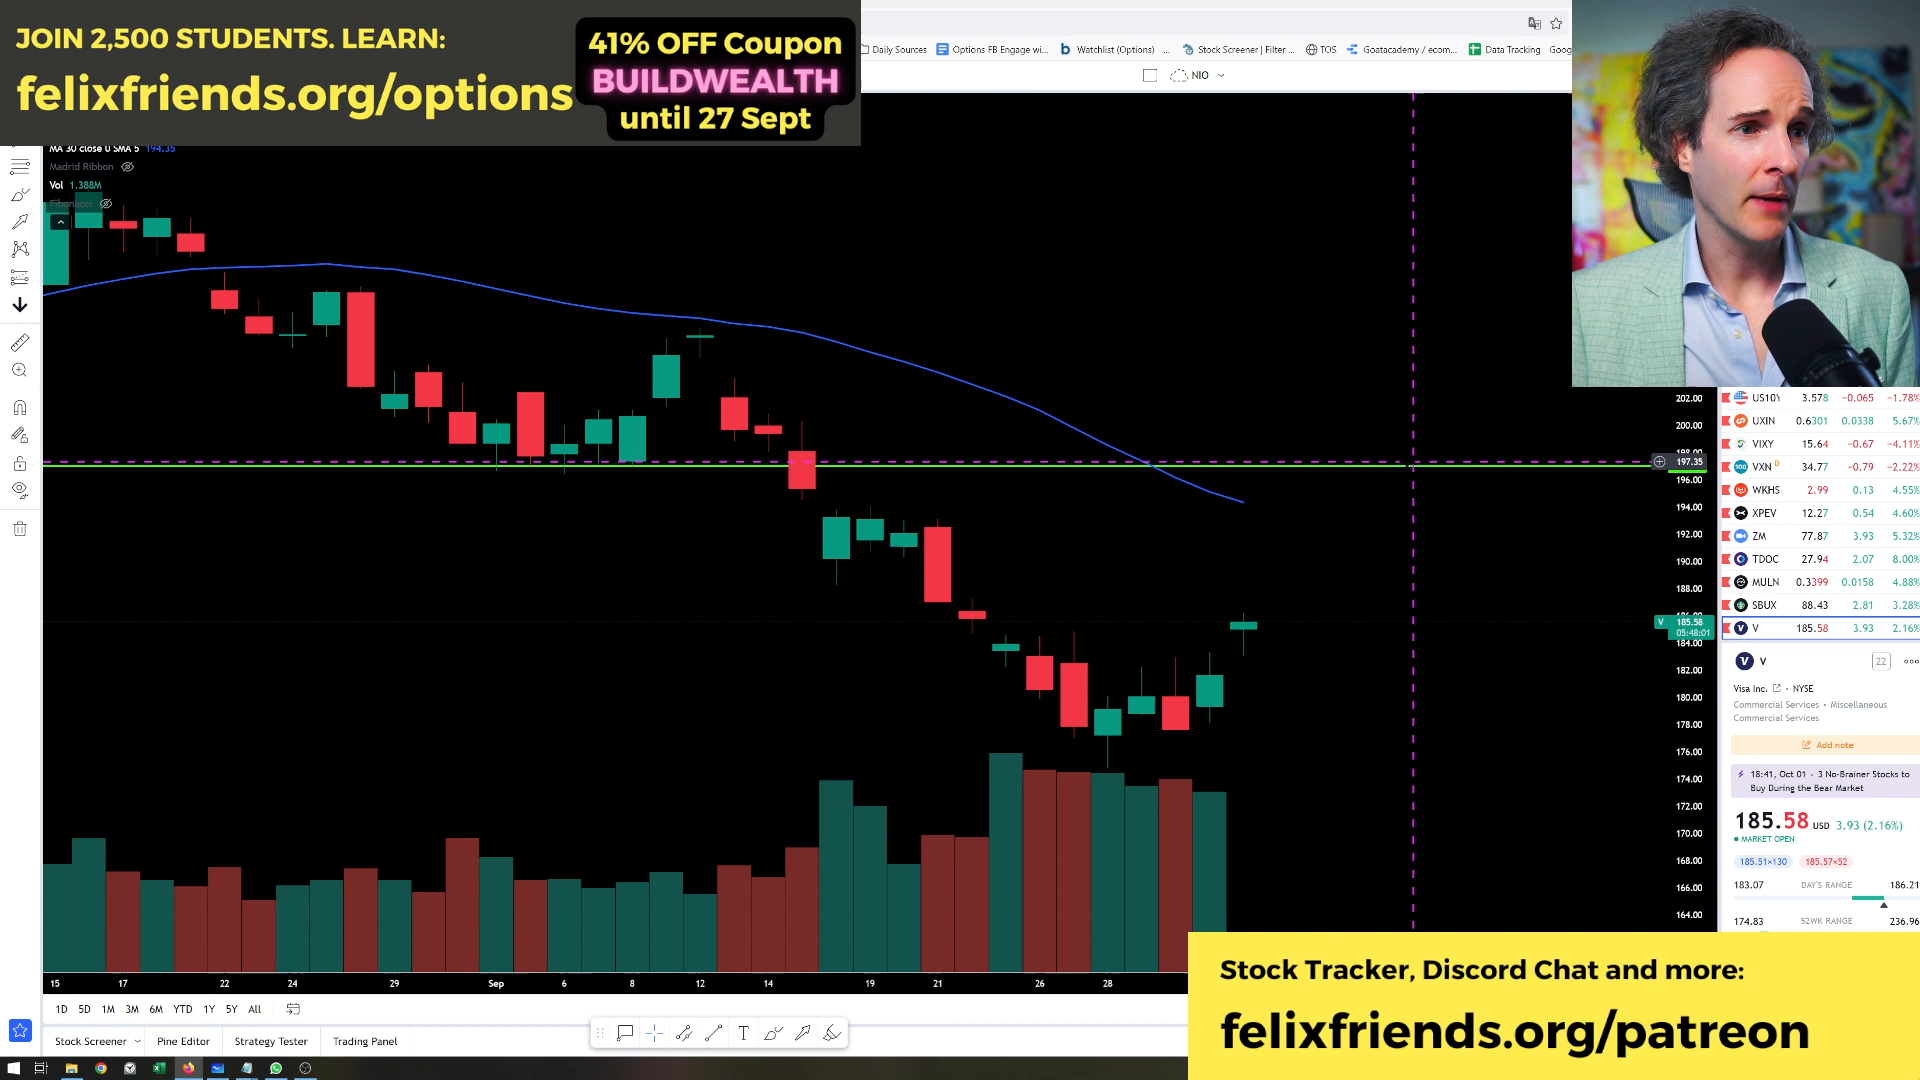 JOIN 2,500 STUDENTS. LEARN:
felixfriends.org/options
41% OFF Coupon
BUILDWEALTH
until 27 Sept
Daily Sources
Options FB Engage wi...
Watchlist (Options) ...
Stock Screener | Filter ...
TOS
Goatacademy / ecom...
Data Tracking
Goog
NIO
MA 30 close 0 SMA 5 194.35
Madrid Ribbon
Vol 1.388M
Fibonacci
202.00
200.00
198.00
197.35
196.00
194.00
192.00
190.00
188.00
186.00
V 185.58
05:48:01
184.00
182.00
180.00
178.00
176.00
174.00
172.00
170.00
168.00
166.00
164.00
US10Y 3.578 −0.065 −1.78%
UXIN 0.6301 0.0338 5.67%
VIXY 15.64 −0.67 −4.11%
VXN D 34.77 −0.79 −2.22%
WKHS 2.99 0.13 4.55%
XPEV 12.27 0.54 4.60%
ZM 77.87 3.93 5.32%
TDOC 27.94 2.07 8.00%
MULN 0.3399 0.0158 4.88%
SBUX 88.43 2.81 3.28%
V 185.58 3.93 2.16%
V V 22
Visa Inc. • NYSE
Commercial Services • Miscellaneous
Commercial Services
Add note
18:41, Oct 01 - 3 No-Brainer Stocks to
Buy During the Bear Market
185.58 USD 3.93 (2.16%)
MARKET OPEN
185.51×130 185.57×52
183.07 DAY'S RANGE 186.21
174.83 52WK RANGE 236.96
15 17 22 24 29 Sep 6 8 12 14 19 21 26 28
1D 5D 1M 3M 6M YTD 1Y 5Y All
Stock Screener Pine Editor Strategy Tester Trading Panel
T
Stock Tracker, Discord Chat and more:
felixfriends.org/patreon